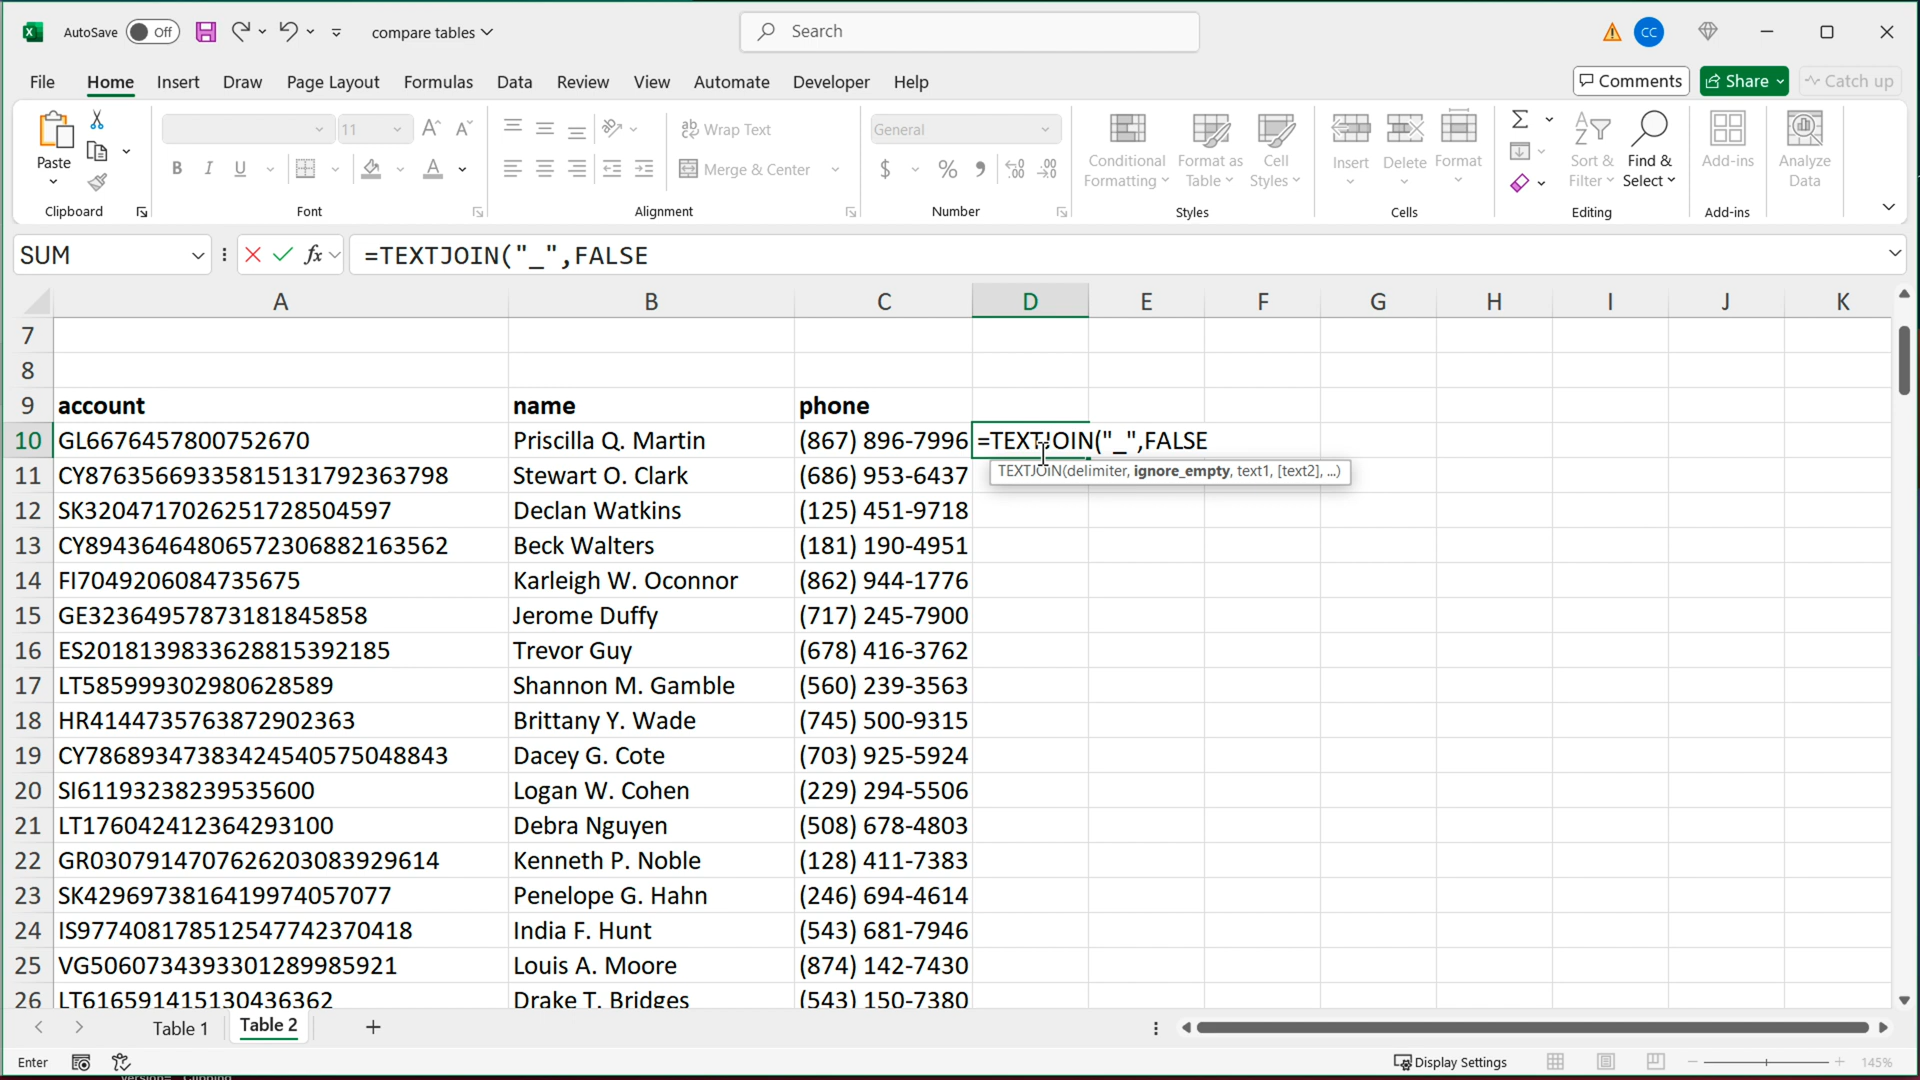 AutoSave Off compare tables Search CC
File Home Insert Draw Page Layout Formulas Data Review View Automate Developer Help Comments Share Catch up
Paste 11 B I U A A A ab Wrap Text Merge & Center General $ % 9 Conditional Formatting Format as Table Cell Styles Insert Delete Format Sort & Filter Find & Select Add-ins Analyze Data
Clipboard Font Alignment Number Styles Cells Editing Add-ins
SUM fx =TEXTJOIN("_",FALSE
A B C D E F G H I J K
7
8
9 account name phone
10 GL6676457800752670 Priscilla Q. Martin (867) 896-7996 =TEXTJOIN("_",FALSE
TEXTJOIN(delimiter, ignore_empty, text1, [text2], ...)
11 CY87635669335815131792363798 Stewart O. Clark (686) 953-6437
12 SK3204717026251728504597 Declan Watkins (125) 451-9718
13 CY89436464806572306882163562 Beck Walters (181) 190-4951
14 FI7049206084735675 Karleigh W. Oconnor (862) 944-1776
15 GE32364957873181845858 Jerome Duffy (717) 245-7900
16 ES2018139833628815392185 Trevor Guy (678) 416-3762
17 LT585999302980628589 Shannon M. Gamble (560) 239-3563
18 HR4144735763872902363 Brittany Y. Wade (745) 500-9315
19 CY78689347383424540575048843 Dacey G. Cote (703) 925-5924
20 SI61193238239535600 Logan W. Cohen (229) 294-5506
21 LT176042412364293100 Debra Nguyen (508) 678-4803
22 GR0307914707626203083929614 Kenneth P. Noble (128) 411-7383
23 SK4296973816419974057077 Penelope G. Hahn (246) 694-4614
24 IS977408178512547742370418 India F. Hunt (543) 681-7946
25 VG5060734393301289985921 Louis A. Moore (874) 142-7430
26 LT616591415130436362 Drake T. Bridges (543) 150-7380
Table 1 Table 2
Enter Display Settings 145%